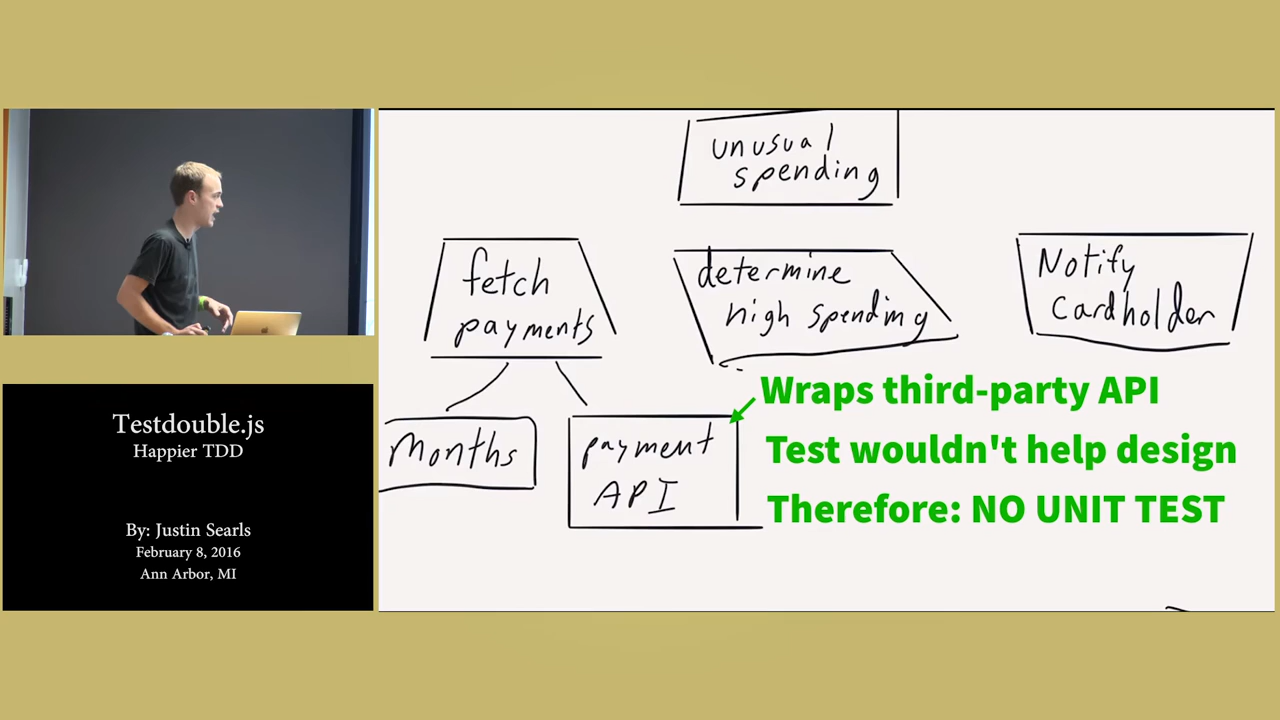 unusual
spending
fetch
payments
determine
high spending
Notify
Cardholder
Months
payment
API
Wraps third-party API
Test wouldn't help design
Therefore: NO UNIT TEST
Testdouble.js
Happier TDD
By: Justin Searls
February 8, 2016
Ann Arbor, MI